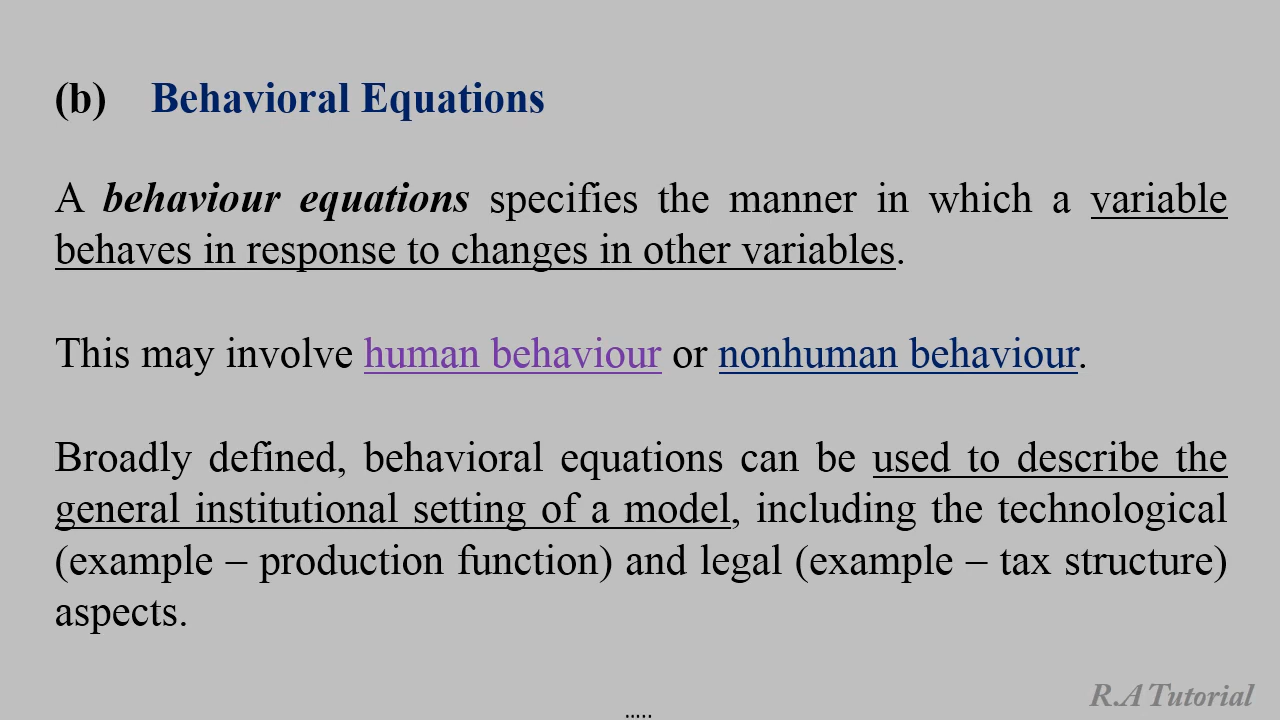 (b) Behavioral Equations
A behaviour equations specifies the manner in which a variable
behaves in response to changes in other variables.
This may involve human behaviour or nonhuman behaviour.
Broadly defined, behavioral equations can be used to describe the
general institutional setting of a model, including the technological
(example – production function) and legal (example – tax structure)
aspects.
R.A Tutorial
.....